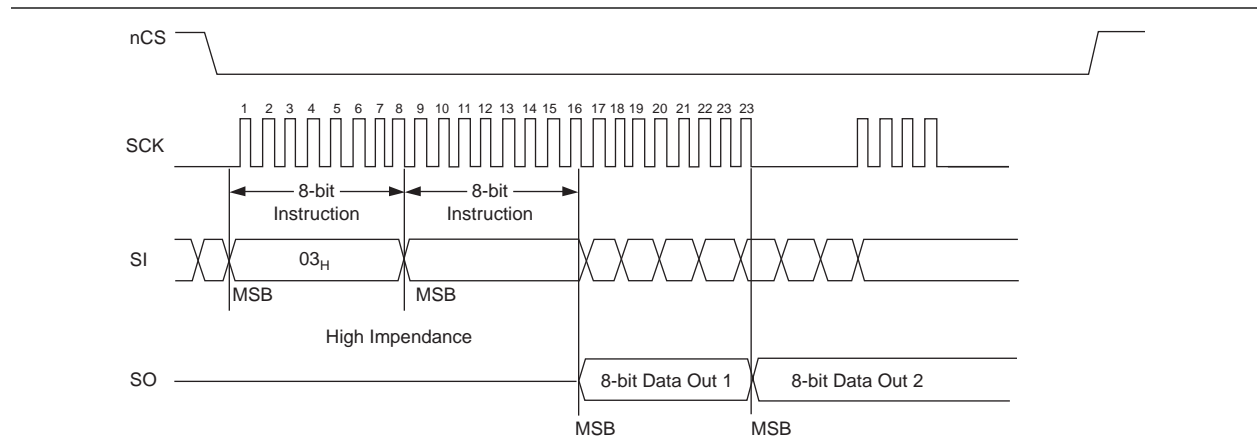 nCS
1 2 3 4 5 6 7 8 9 10 11 12 13 14 15 16 17 18 19 20 21 22 23 23
SCK
8-bit 8-bit
Instruction Instruction
SI 03H
MSB MSB
High Impendance
SO 8-bit Data Out 1 8-bit Data Out 2
MSB MSB